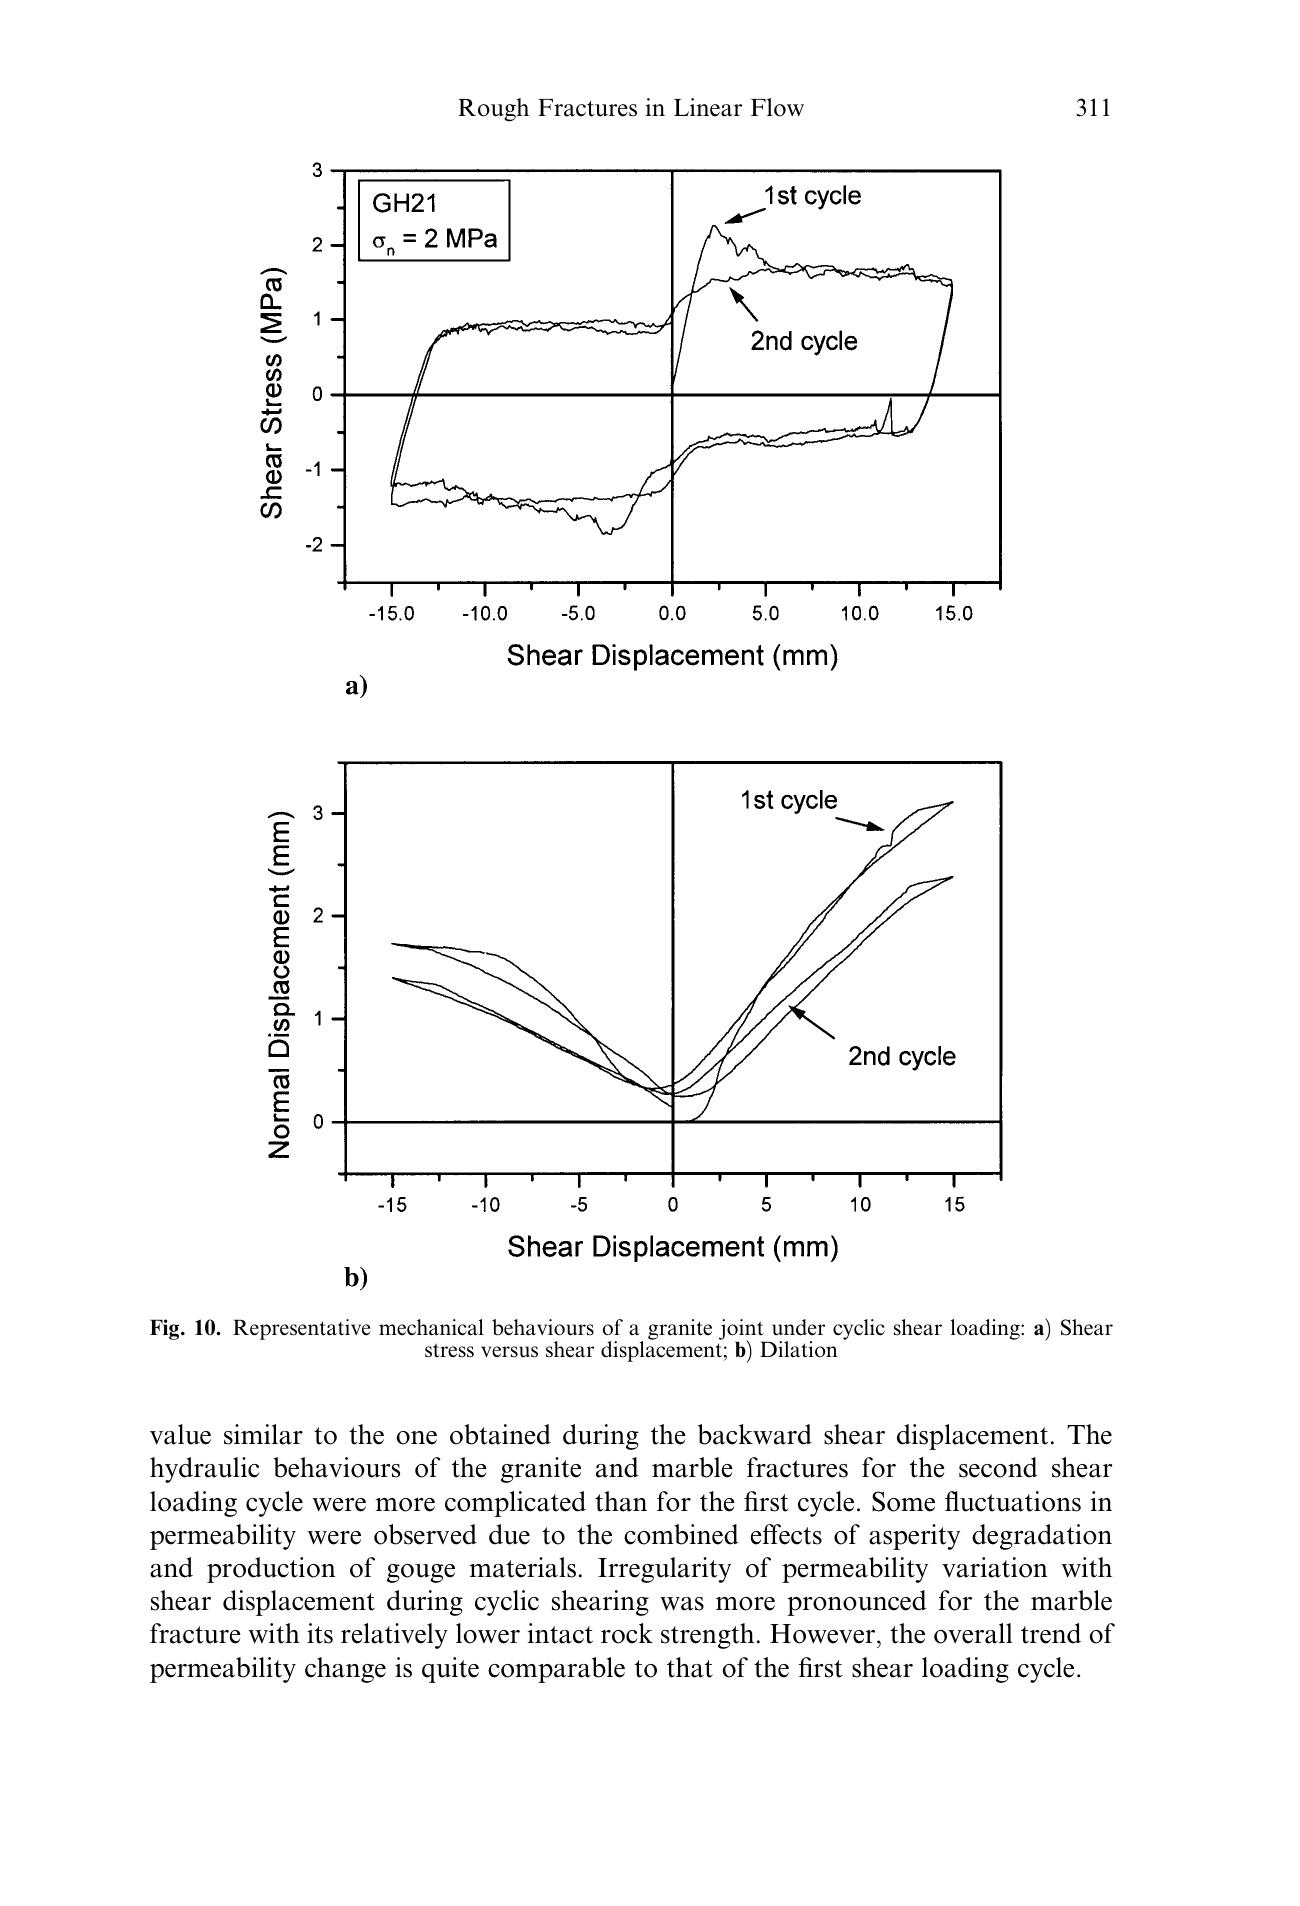 Rough Fractures in Linear Flow 311
3
2
1
0
-1
-2
Shear Stress (MPa)
GH21
σn = 2 MPa
1st cycle
2nd cycle
-15.0 -10.0 -5.0 0.0 5.0 10.0 15.0
Shear Displacement (mm)
a)
3
2
1
0
Normal Displacement (mm)
1st cycle
2nd cycle
-15 -10 -5 0 5 10 15
Shear Displacement (mm)
b)
Fig. 10. Representative mechanical behaviours of a granite joint under cyclic shear loading: a) Shear
stress versus shear displacement; b) Dilation
value similar to the one obtained during the backward shear displacement. The
hydraulic behaviours of the granite and marble fractures for the second shear
loading cycle were more complicated than for the first cycle. Some fluctuations in
permeability were observed due to the combined effects of asperity degradation
and production of gouge materials. Irregularity of permeability variation with
shear displacement during cyclic shearing was more pronounced for the marble
fracture with its relatively lower intact rock strength. However, the overall trend of
permeability change is quite comparable to that of the first shear loading cycle.